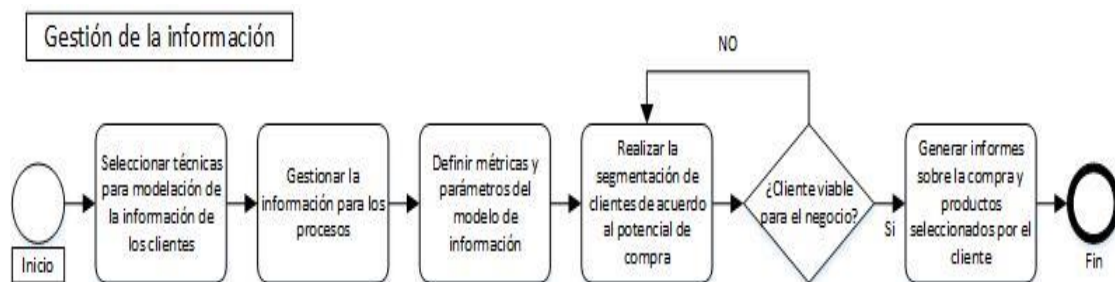 Gestión de la información
NO
Inicio
Seleccionar técnicas
para modelación de
la información de
los clientes
Gestionar la
información para los
procesos
Definir métricas y
parámetros del
modelo de
información
Realizar la
segmentación de
clientes de acuerdo
al potencial de
compra
¿Cliente viable
para el negocio?
Si
Generar informes
sobre la compra y
productos
seleccionados por el
cliente
Fin